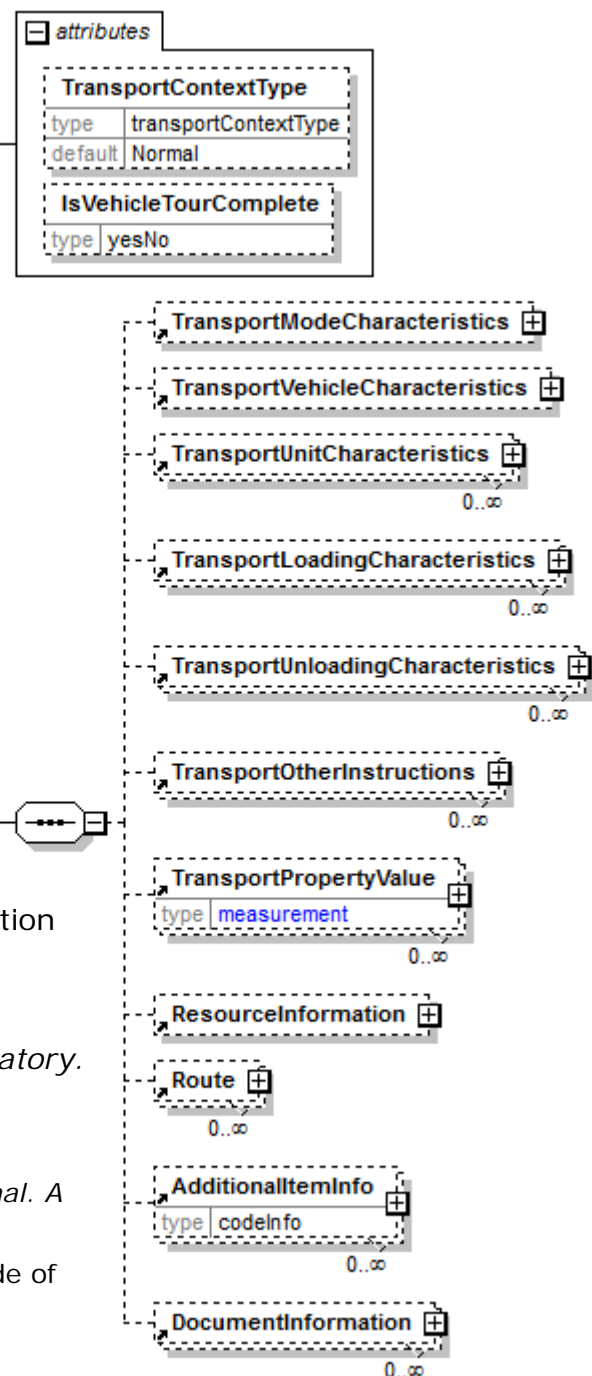 attributes
TransportContextType
type transportContextType
default Normal
IsVehicleTourComplete
type yesNo
TransportModeCharacteristics
TransportVehicleCharacteristics
TransportUnitCharacteristics
0..∞
TransportLoadingCharacteristics
0..∞
TransportUnloadingCharacteristics
0..∞
TransportOtherInstructions
0..∞
TransportPropertyValue
type measurement
0..∞
tion
ResourceInformation
atory.
Route
0..∞
al. A
AdditionalItemInfo
type codeInfo
0..∞
de of
DocumentInformation
0..∞